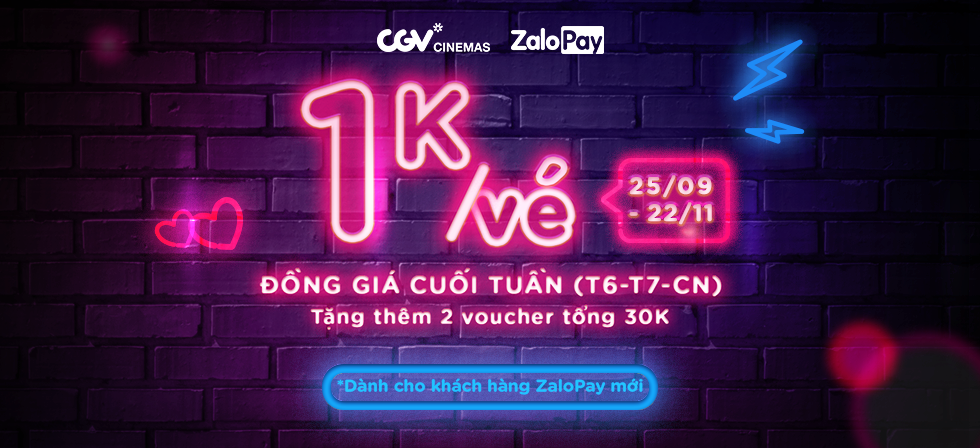 CGV* CINEMAS ZaloPay
1K/vé
25/09
- 22/11
ĐỒNG GIÁ CUỐI TUẦN (T6-T7-CN)
Tặng thêm 2 voucher tổng 30K
*Dành cho khách hàng ZaloPay mới